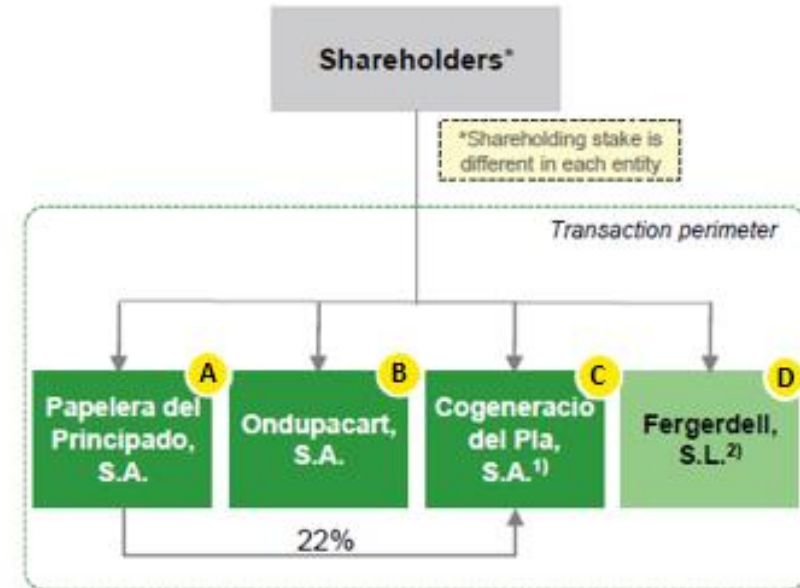 Shareholders*
*Shareholding stake is
different in each entity
Transaction perimeter
A
Papelera del
Principado,
S.A.
B
Ondupacart,
S.A.
C
Cogeneracio
del Pla,
S.A.1)
D
Fergerdell,
S.L.2)
22%